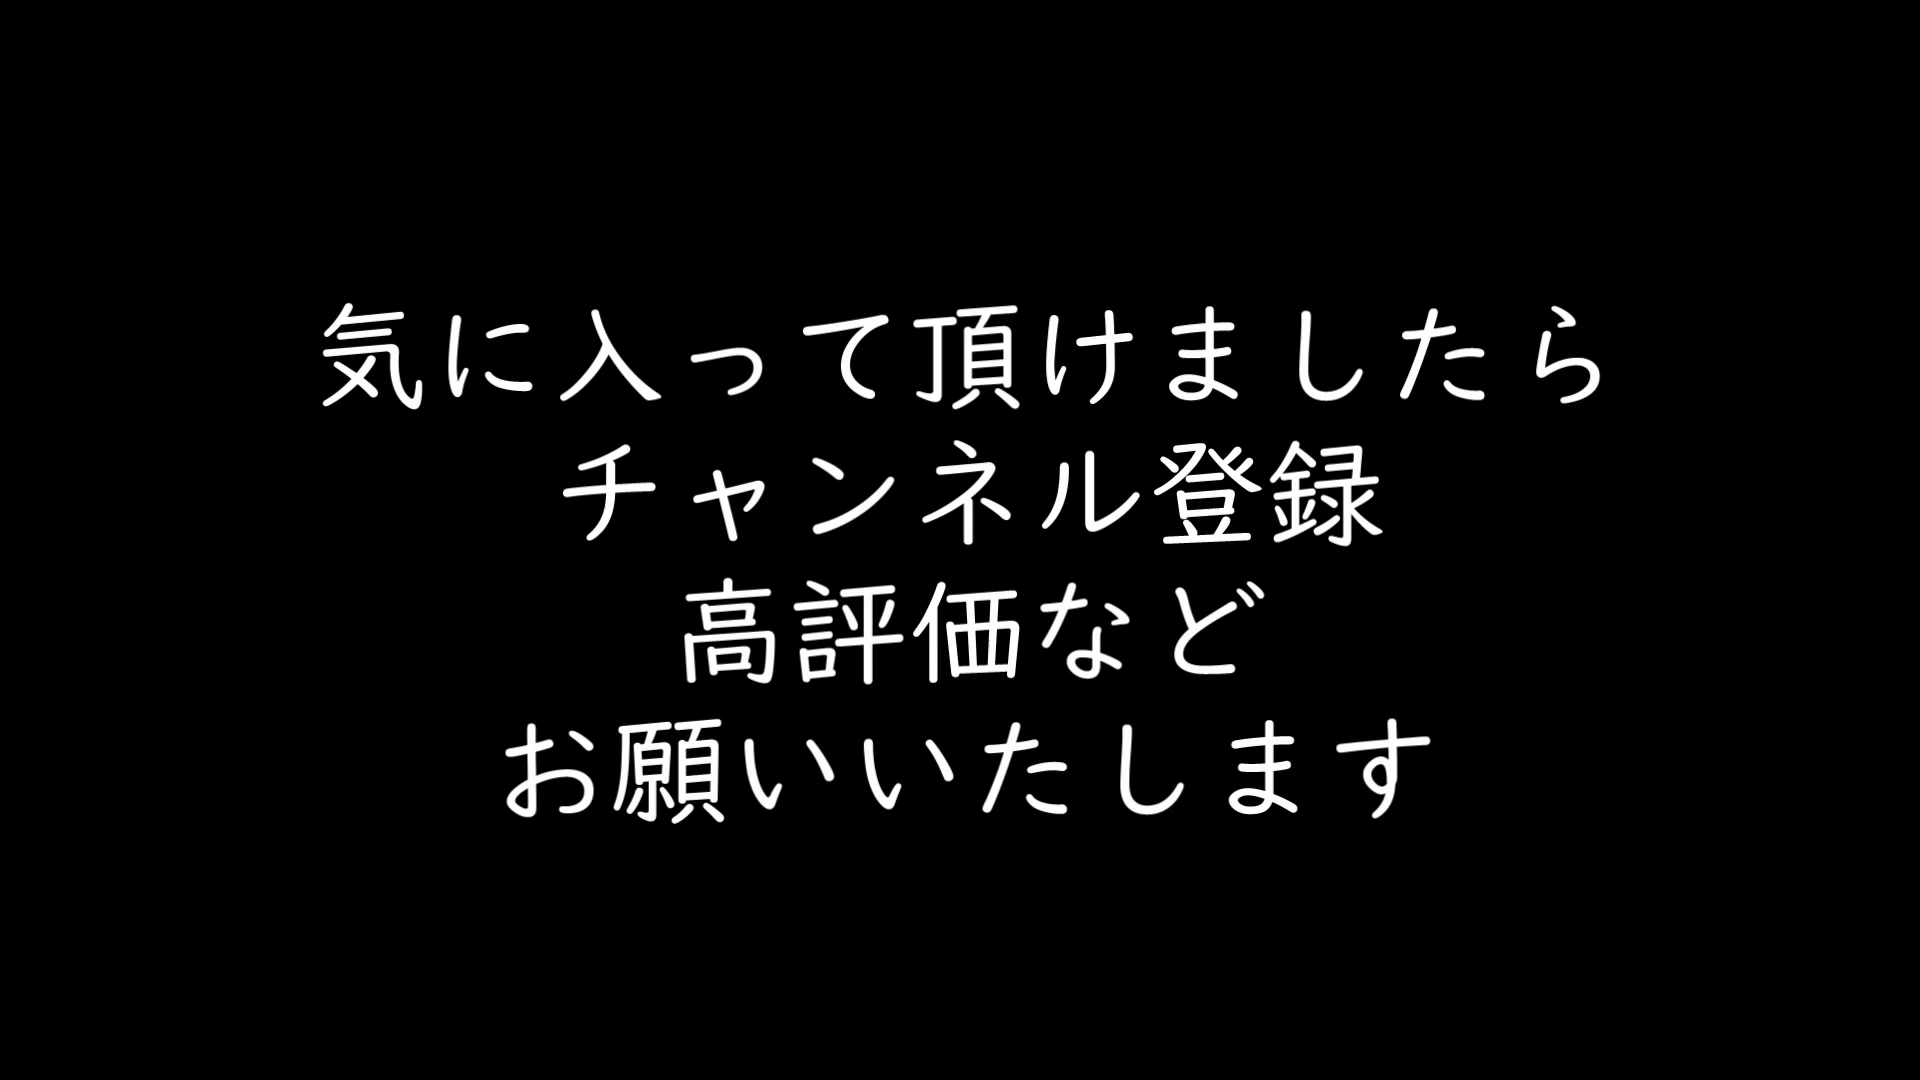 気に入って頂けましたら
チャンネル登録
高評価など
お願いいたします